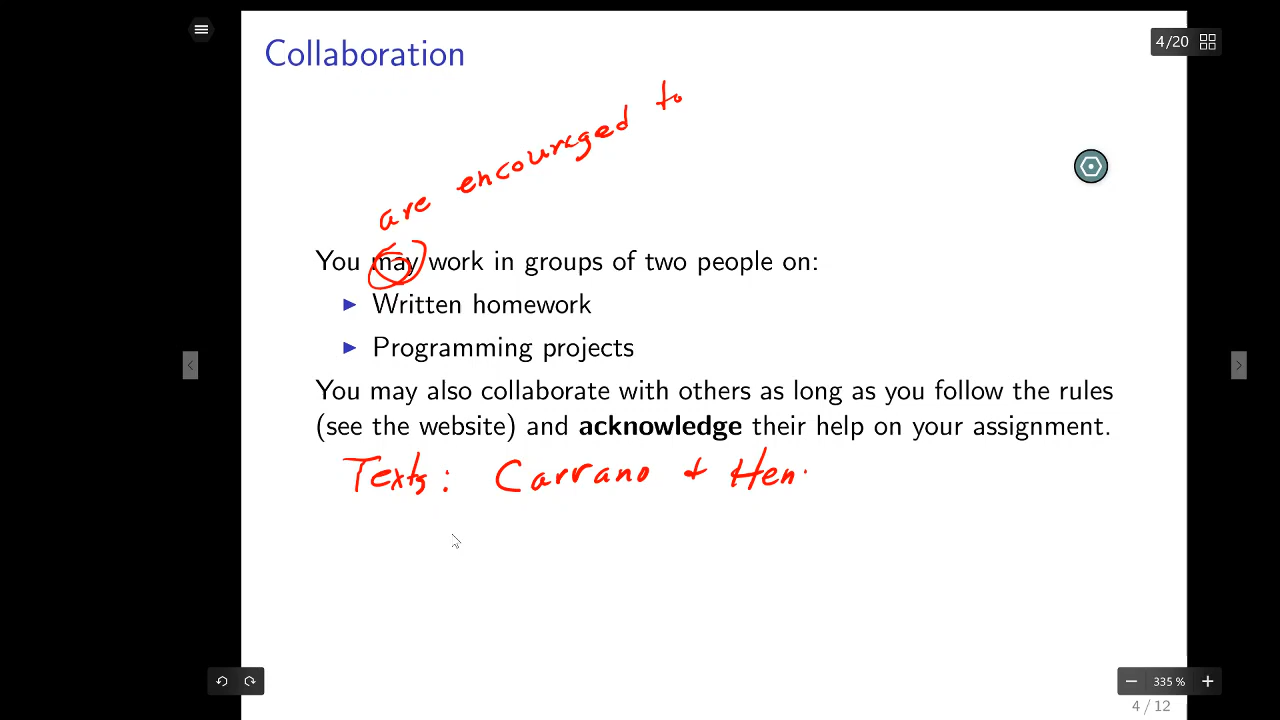 Collaboration
4/20
are encouraged to
You may work in groups of two people on:
Written homework
Programming projects
You may also collaborate with others as long as you follow the rules
(see the website) and acknowledge their help on your assignment.
Texts: Carrano + Hen
335 %
4 / 12